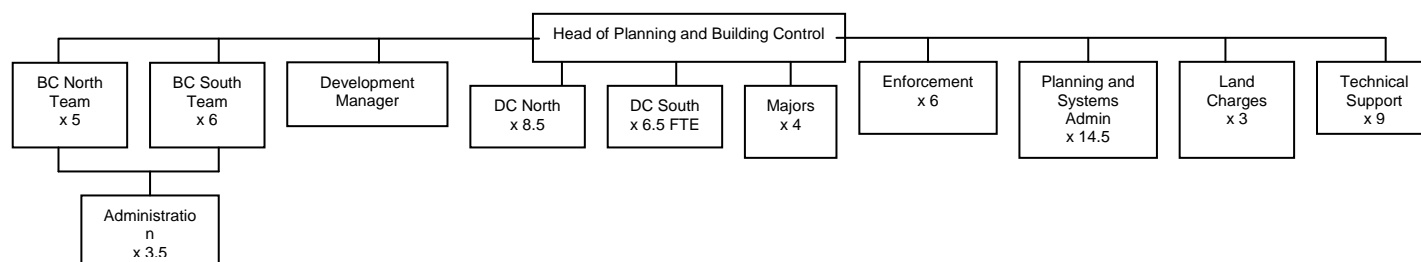 Head of Planning and Building Control
BC North
Team
x 5
BC South
Team
x 6
Development
Manager
DC North
x 8.5
DC South
x 6.5 FTE
Majors
x 4
Enforcement
x 6
Planning and
Systems
Admin
x 14.5
Land
Charges
x 3
Technical
Support
x 9
Administratio
n
x 3.5